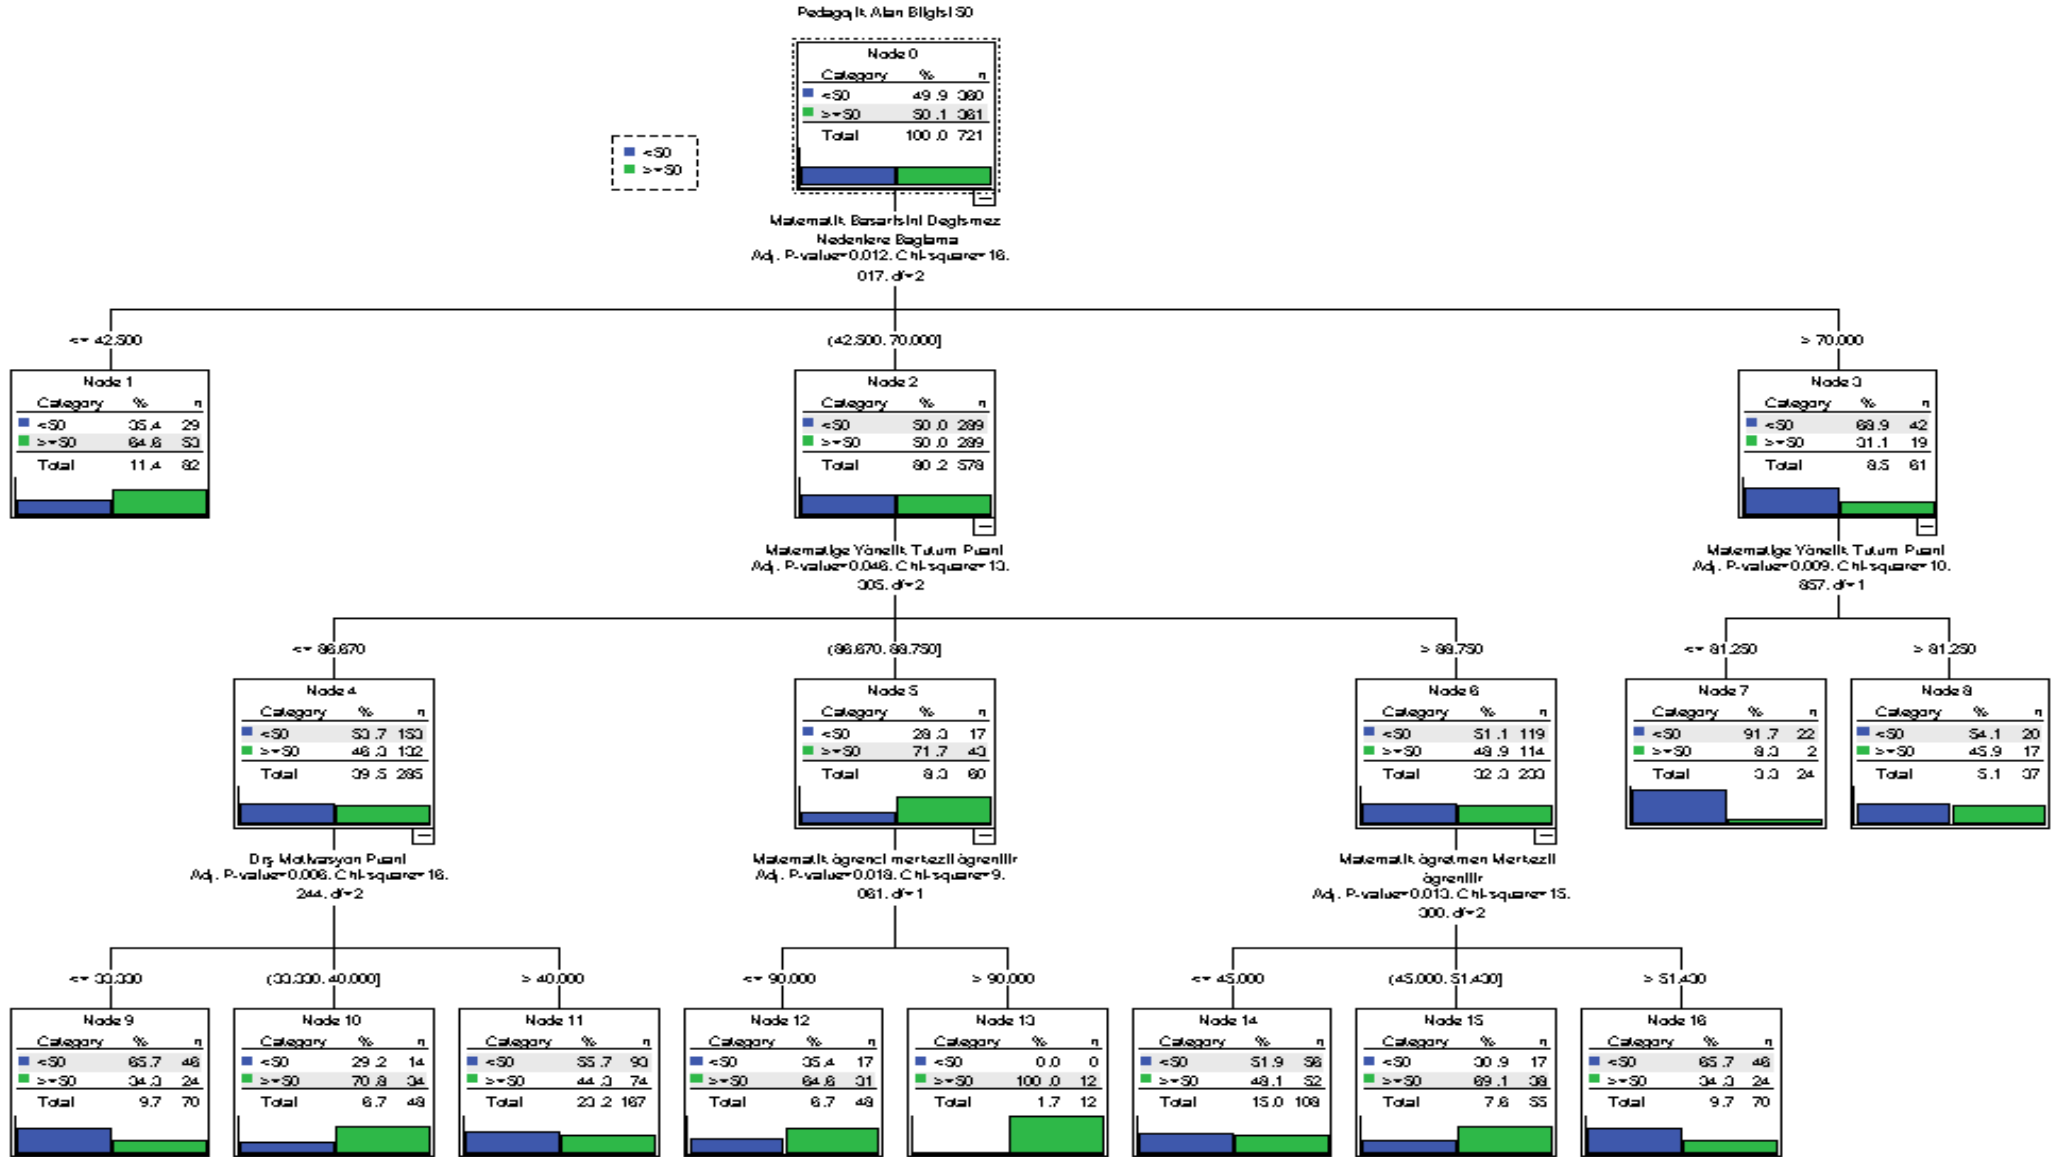 Pedagojik Alan Bilgisi 50
Node 0
Category % n
<50 49.9 360
>=50 50.1 361
Total 100.0 721
<50
>=50
Matematik Basarisini Degismez
Nedenlere Baglama
Adj. P-value=0.012, Chi-square=16.
017, df=2
<= 42.500
(42.500, 70.000]
> 70.000
Node 1
Category % n
<50 35.4 29
>=50 64.6 53
Total 11.4 82
Node 2
Category % n
<50 50.0 289
>=50 50.0 289
Total 80.2 578
Node 3
Category % n
<50 68.9 42
>=50 31.1 19
Total 8.5 61
Matematige Yönelik Tutum Puani
Adj. P-value=0.046, Chi-square=13.
305, df=2
Matematige Yönelik Tutum Puani
Adj. P-value=0.009, Chi-square=10.
857, df=1
<= 86.670
(86.670, 88.750]
> 88.750
<= 81.250
> 81.250
Node 4
Category % n
<50 53.7 153
>=50 46.3 132
Total 39.5 285
Node 5
Category % n
<50 28.3 17
>=50 71.7 43
Total 8.3 60
Node 6
Category % n
<50 51.1 119
>=50 48.9 114
Total 32.3 233
Node 7
Category % n
<50 91.7 22
>=50 8.3 2
Total 3.3 24
Node 8
Category % n
<50 54.1 20
>=50 45.9 17
Total 5.1 37
Dış Motivasyon Puani
Adj. P-value=0.006, Chi-square=16.
244, df=2
Matematik ögrenci merkezli ögrenilir
Adj. P-value=0.018, Chi-square=9.
061, df=1
Matematik ögretmen Merkezli
ögrenilir
Adj. P-value=0.013, Chi-square=15.
300, df=2
<= 33.330
(33.330, 40.000]
> 40.000
<= 90.000
> 90.000
<= 45.000
(45.000, 51.430]
> 51.430
Node 9
Category % n
<50 65.7 46
>=50 34.3 24
Total 9.7 70
Node 10
Category % n
<50 29.2 14
>=50 70.8 34
Total 6.7 48
Node 11
Category % n
<50 55.7 93
>=50 44.3 74
Total 23.2 167
Node 12
Category % n
<50 35.4 17
>=50 64.6 31
Total 6.7 48
Node 13
Category % n
<50 0.0 0
>=50 100.0 12
Total 1.7 12
Node 14
Category % n
<50 51.9 56
>=50 48.1 52
Total 15.0 108
Node 15
Category % n
<50 30.9 17
>=50 69.1 38
Total 7.6 55
Node 16
Category % n
<50 65.7 46
>=50 34.3 24
Total 9.7 70